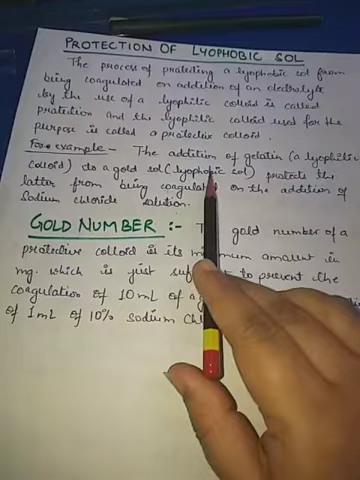 PROTECTION OF LYOPHOBIC SOL
The process of protecting a lyophobic sol from
being coagulated on addition of an electrolyte
by the use of a lyophilic colloid is called
protection and the lyophilic colloid used for the
purpose is called a protective colloid.
For example - The addition of gelatin (a lyophilic
colloid) to a gold sol (lyophobic sol) protects the
latter from being coagulated on the addition of
Sodium chloride solution.
GOLD NUMBER :- The gold number of a
protective colloid is its minimum amount in
mg. which is just suff to prevent the
coagulation of 10 mL of a g
of 1 mL of 10% Sodium Chl